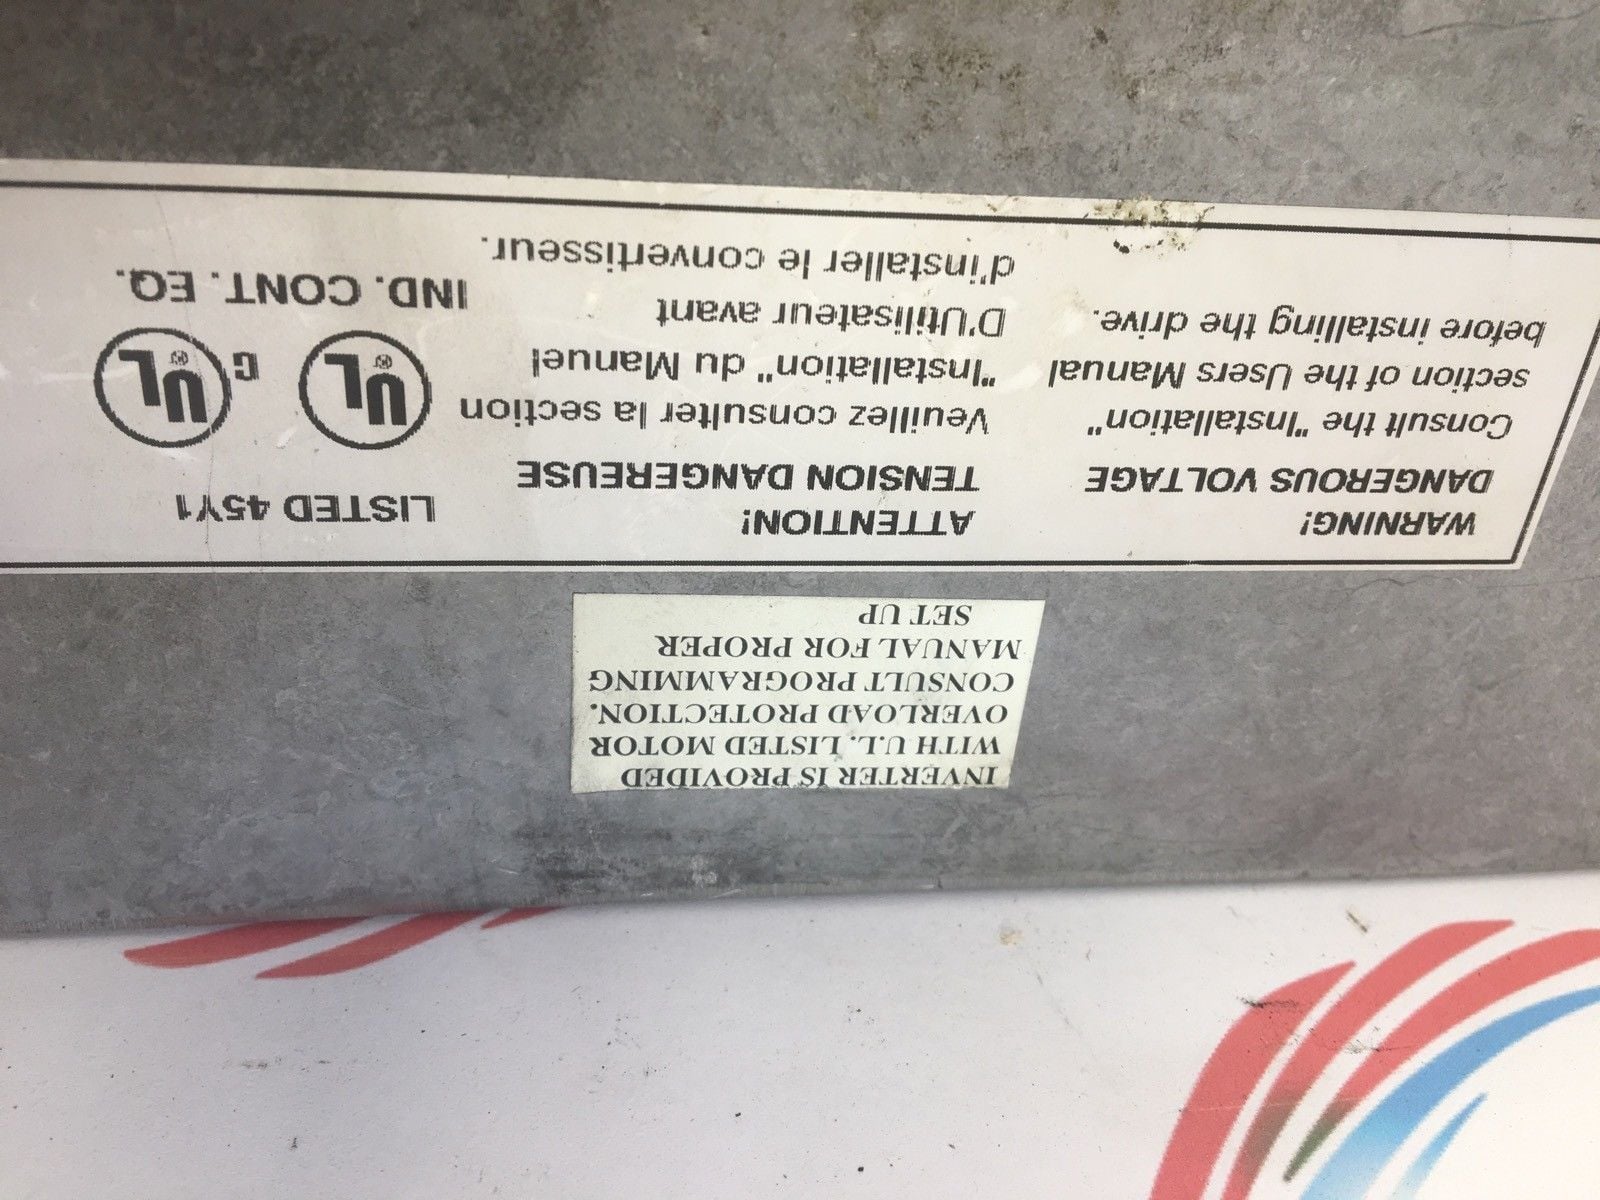 INVERTER IS PROVIDED
WITH U.L. LISTED MOTOR
OVERLOAD PROTECTION.
CONSULT PROGRAMMING
MANUAL FOR PROPER
SET UP
WARNING!
DANGEROUS VOLTAGE
Consult the "Installation"
section of the Users Manual
before installing the drive.
ATTENTION!
TENSION DANGEREUSE
Veuillez consulter la section
"Installation" du Manuel
D'Utilisateur avant
d'installer le convertisseur.
LISTED 45Y1
UL ® C UL ®
IND. CONT. EQ.